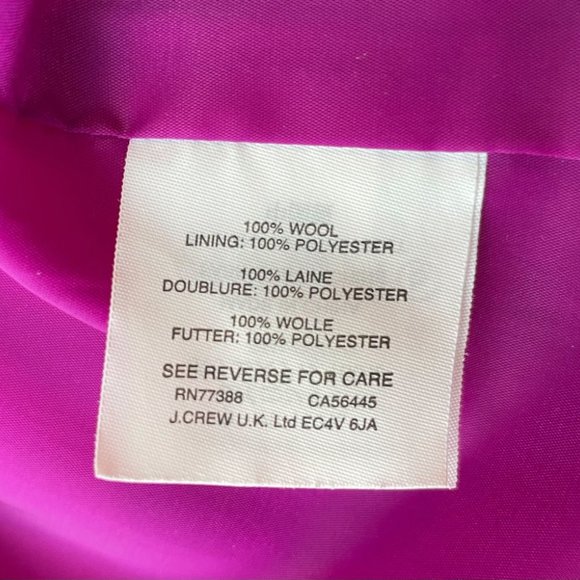 100% WOOL
LINING: 100% POLYESTER
100% LAINE
DOUBLURE: 100% POLYESTER
100% WOLLE
FUTTER: 100% POLYESTER
SEE REVERSE FOR CARE
RN77388 CA56445
J.CREW U.K. Ltd EC4V 6JA